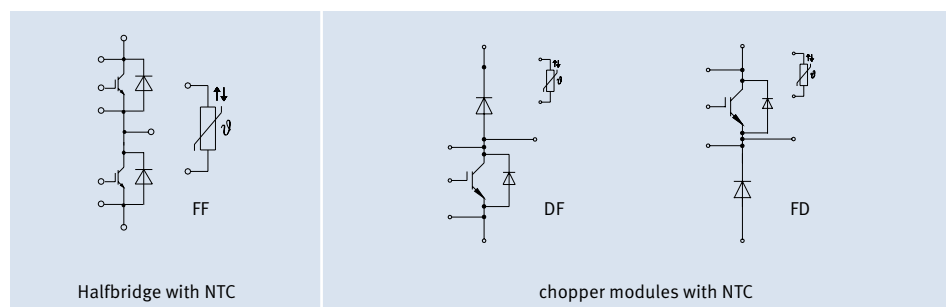 ϑ
FF
ϑ
DF
ϑ
FD
Halfbridge with NTC
chopper modules with NTC